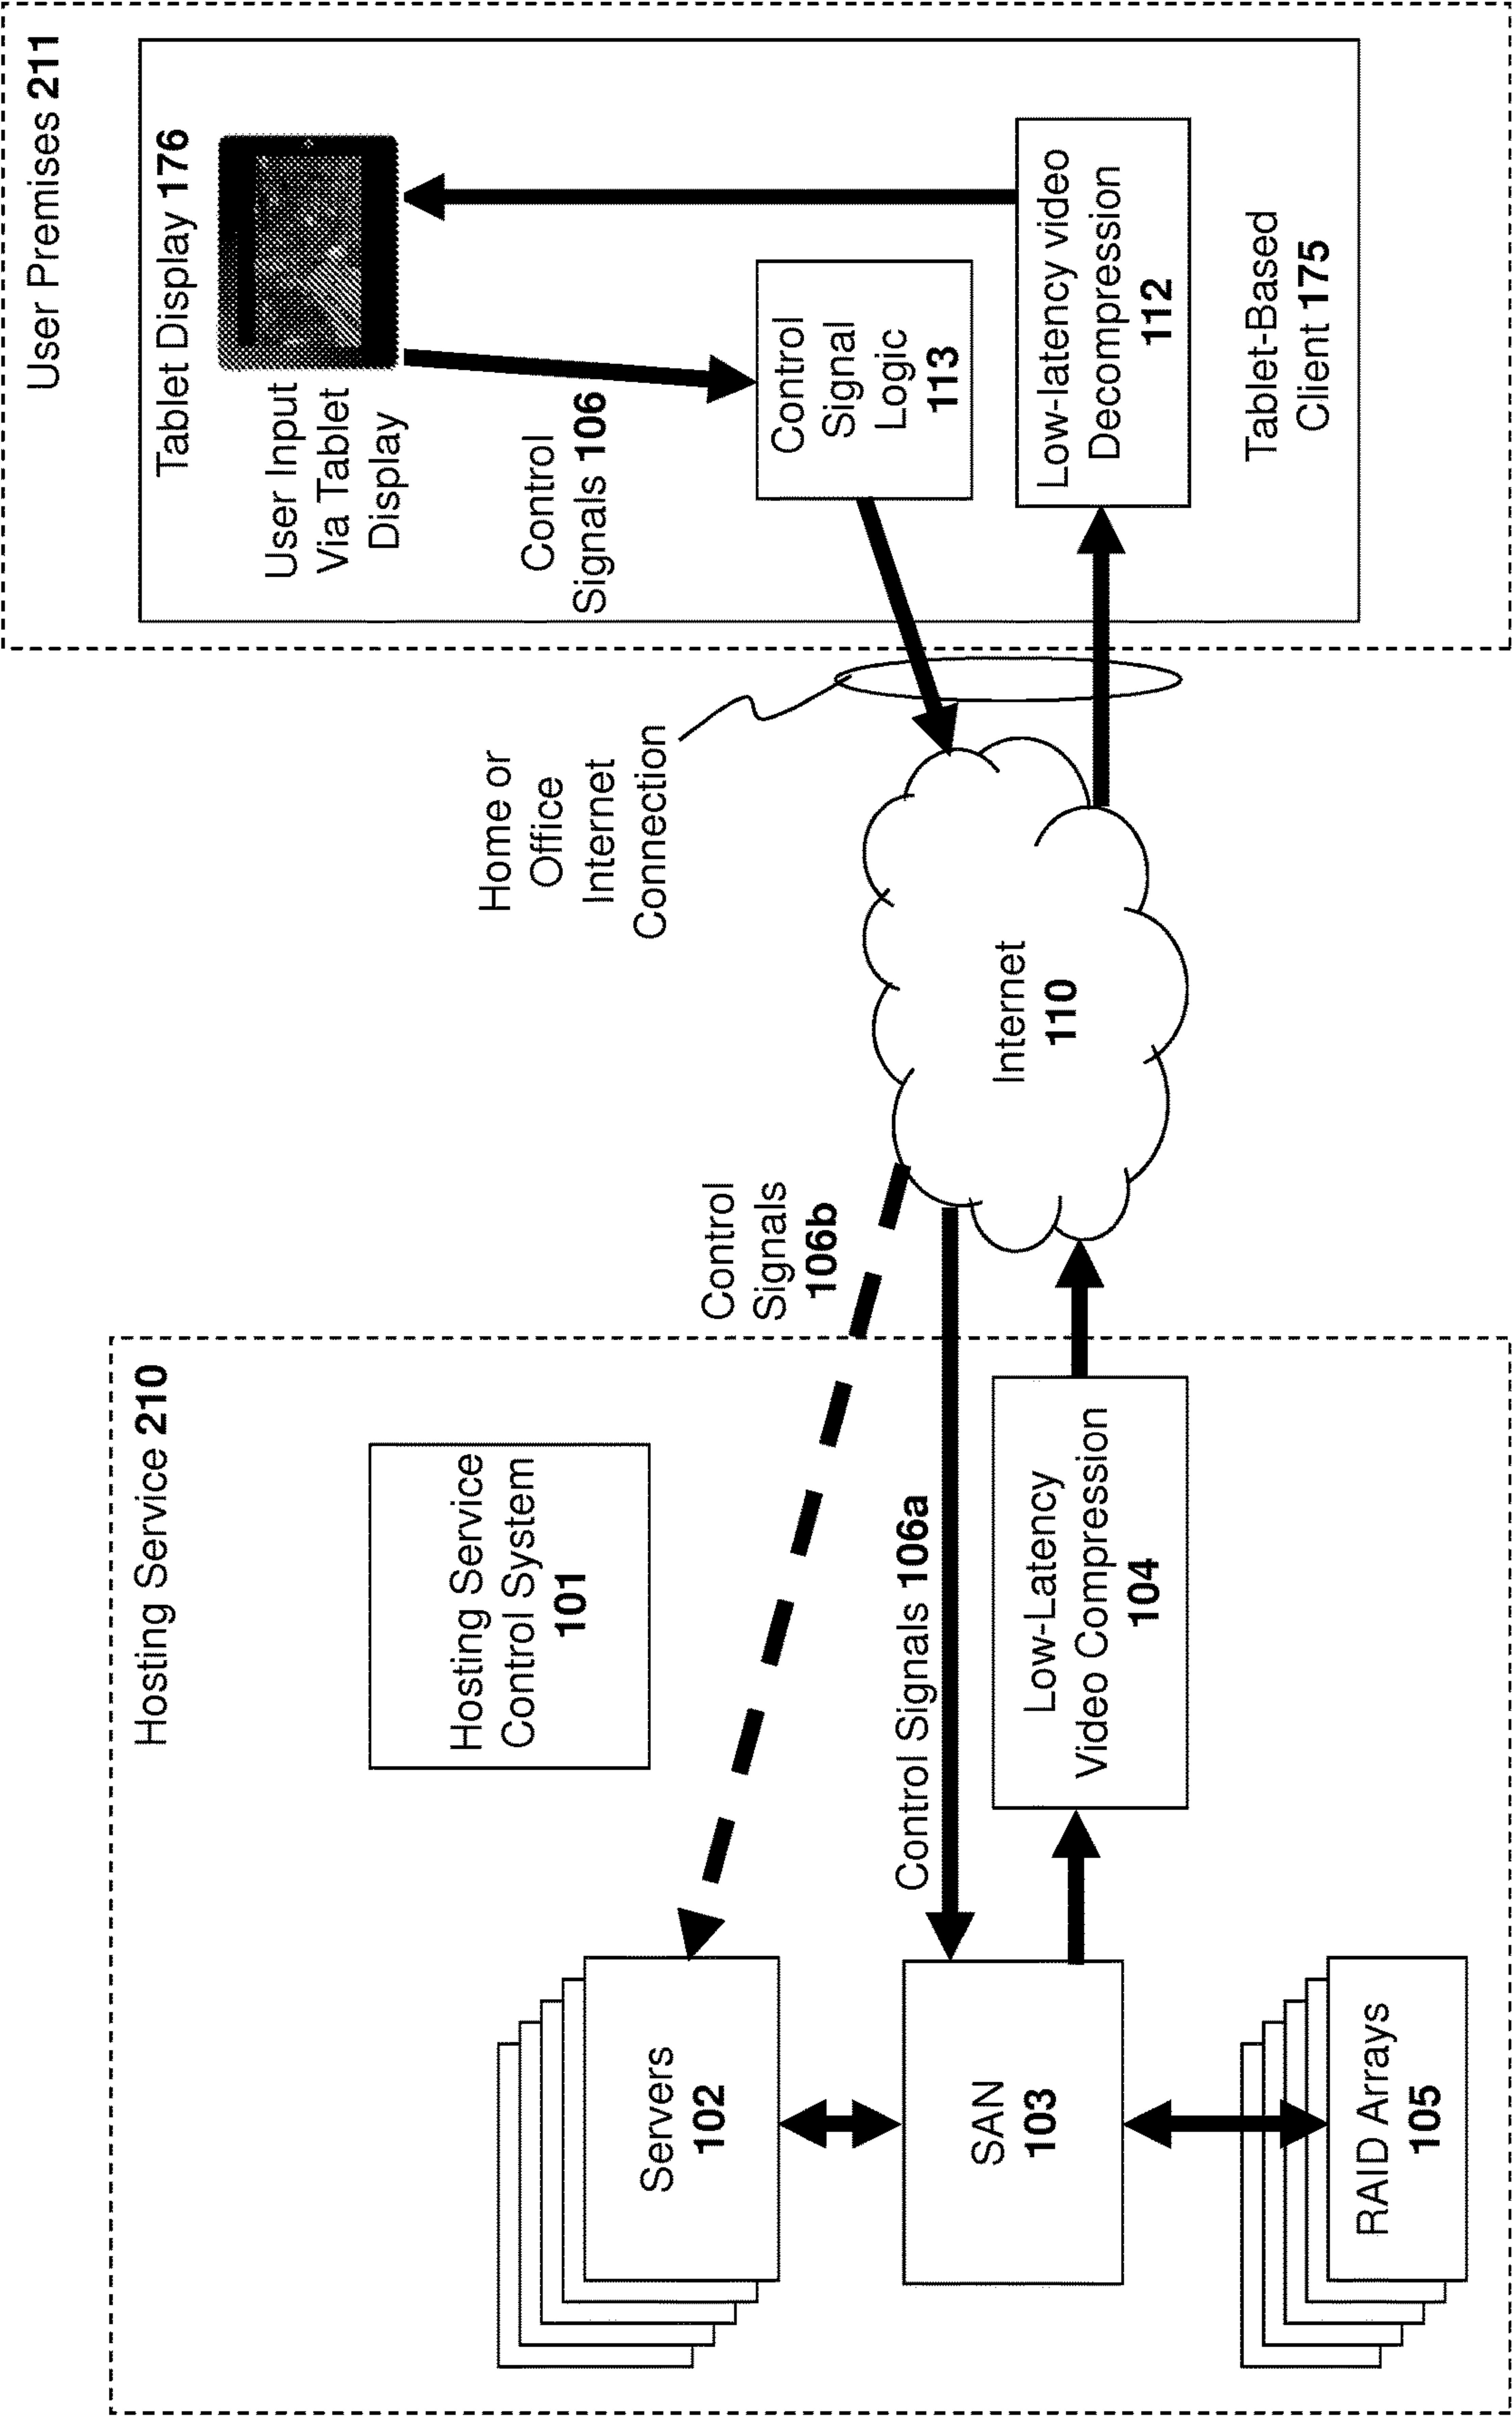 Hosting Service 210
Hosting Service
Control System
101
Servers
102
SAN
103
RAID Arrays
105
Control Signals 106a
Low-Latency
Video Compression
104
Control
Signals
106b
Internet
110
Home or
Office
Internet
Connection
User Premises 211
Tablet Display 176
User Input
Via Tablet
Display
Control
Signals 106
Control
Signal
Logic
113
Low-latency video
Decompression
112
Tablet-Based
Client 175